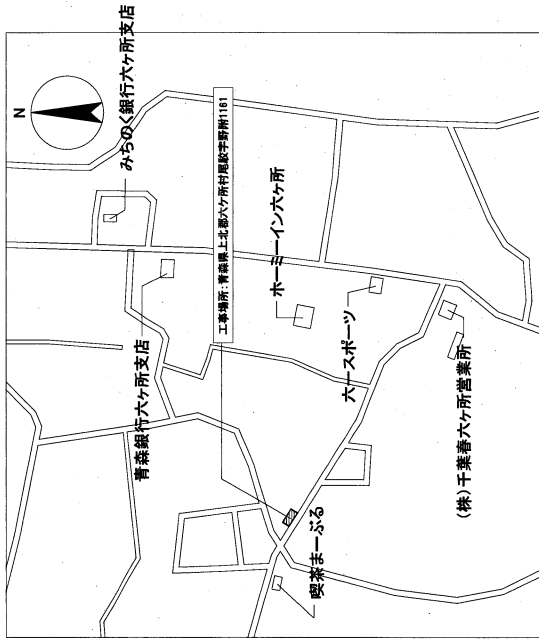 N
みちのく銀行六ヶ所支店
青森銀行六ヶ所支店
工事場所:青森県上北郡六ケ所村尾駮字野附1161
ホーミーイン六ヶ所
六一スポーツ
(株)千葉春六ヶ所営業所
喫茶まーぶる